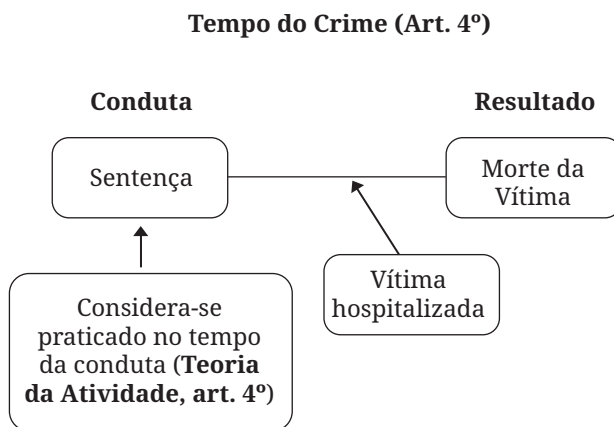 Tempo do Crime (Art. 4º)
Conduta
Resultado
Sentença
Morte da
Vítima
Vítima
hospitalizada
Considera-se
praticado no tempo
da conduta (Teoria
da Atividade, art. 4º)